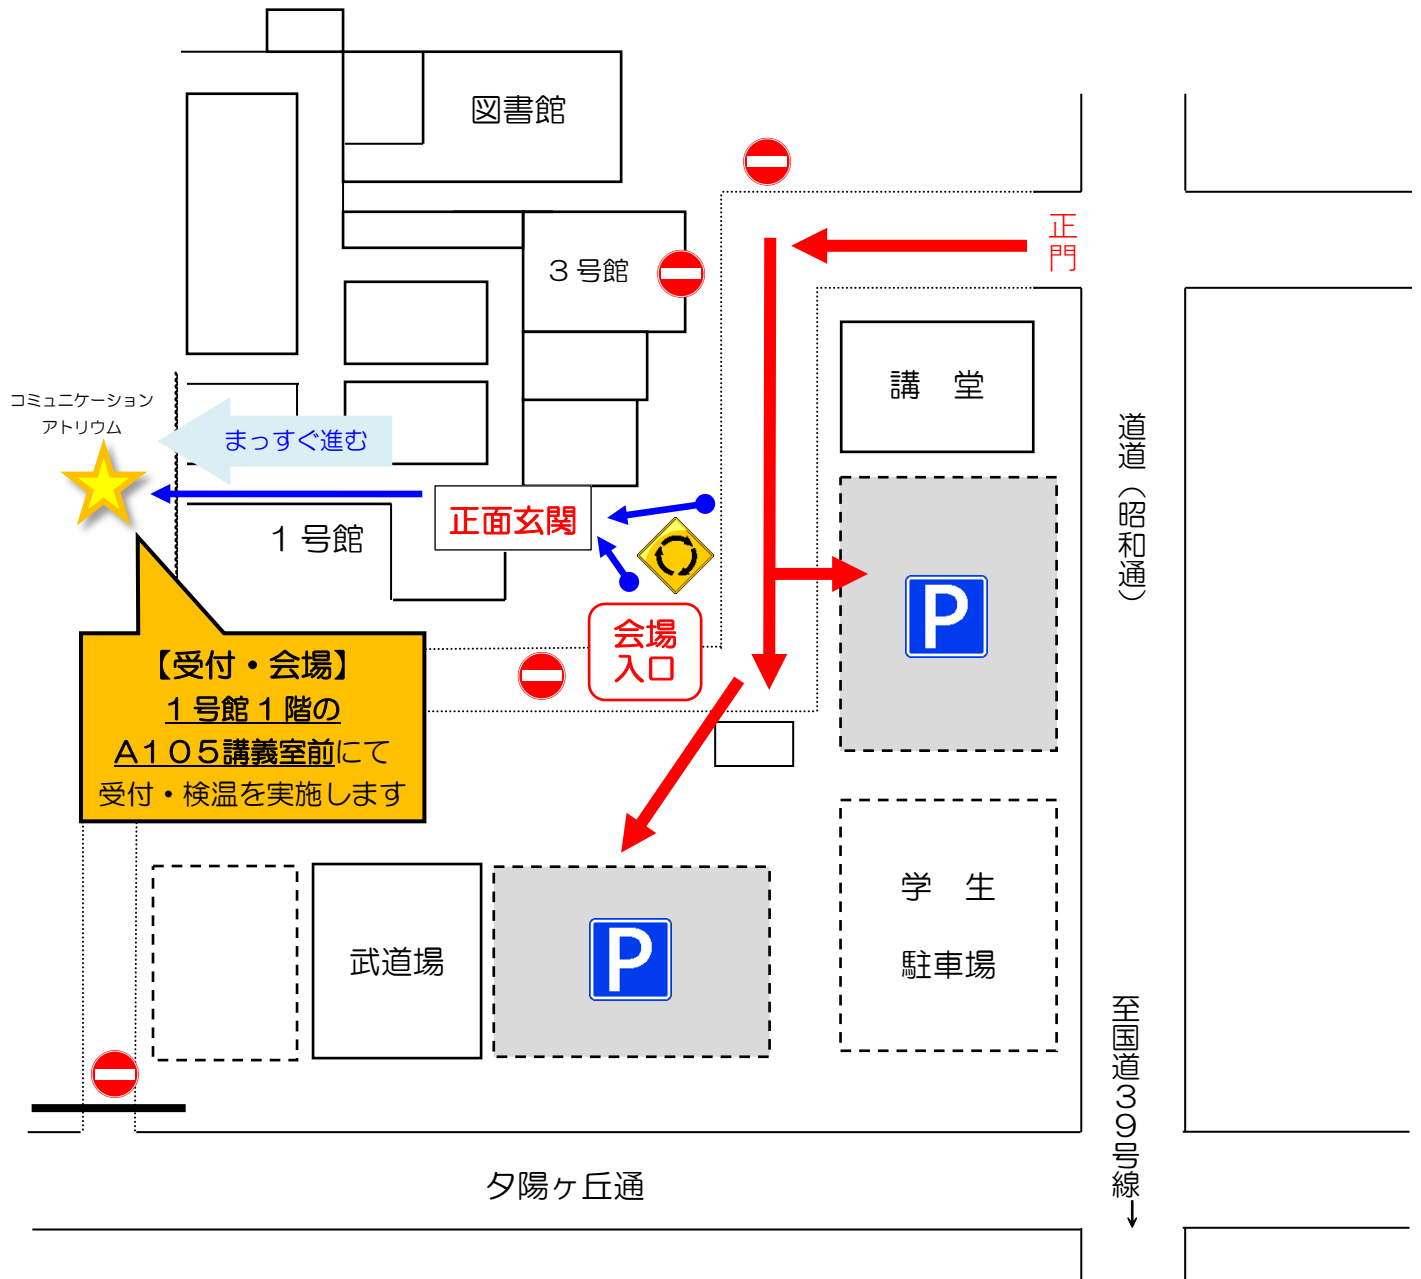 図書館
正門
３号館
講　堂
コミュニケーション
アトリウム
まっすぐ進む
道道（昭和通）
正面玄関
１号館
P
会場
入口
【受付・会場】
１号館１階の
Ａ１０５講義室前にて
受付・検温を実施します
学　生
駐車場
武道場
P
至国道３９号線→
夕陽ヶ丘通